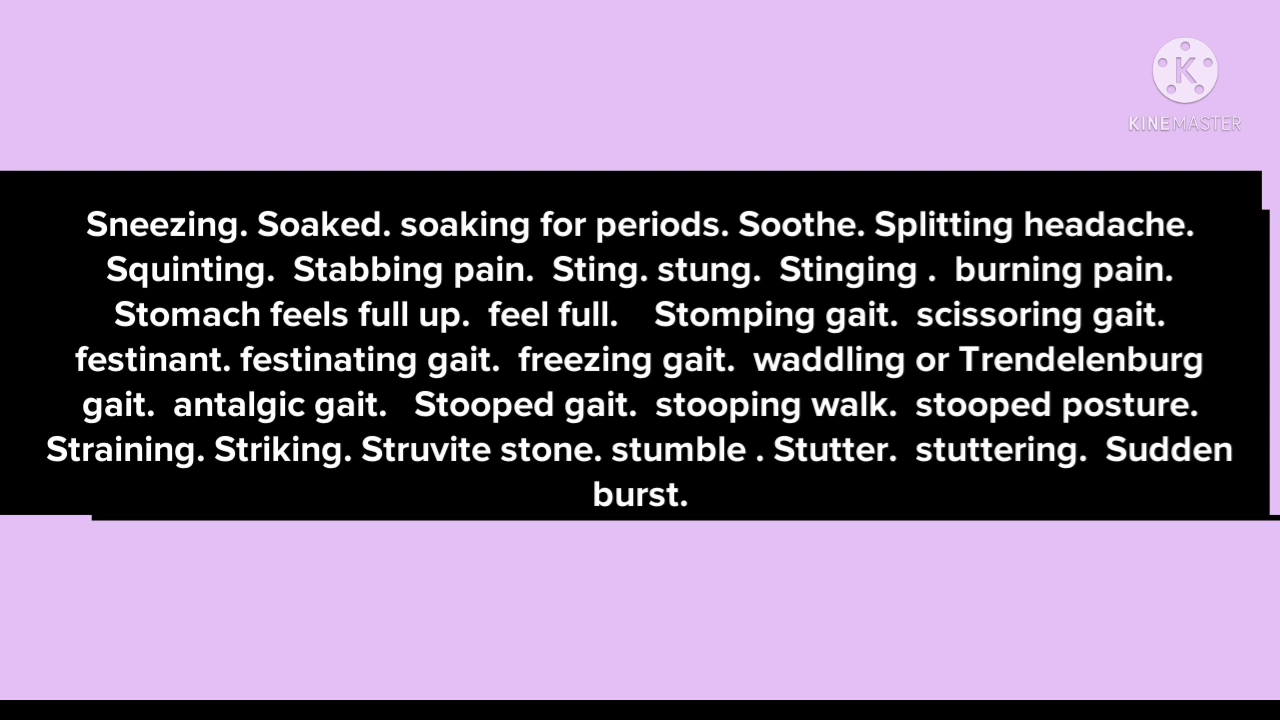 K
KINEMASTER
Sneezing. Soaked. soaking for periods. Soothe. Splitting headache.
Squinting.  Stabbing pain.  Sting. stung.  Stinging .  burning pain.
Stomach feels full up.  feel full.    Stomping gait.  scissoring gait.
festinant. festinating gait.  freezing gait.  waddling or Trendelenburg
gait.  antalgic gait.   Stooped gait.  stooping walk.  stooped posture.
Straining. Striking. Struvite stone. stumble . Stutter.  stuttering.  Sudden
burst.